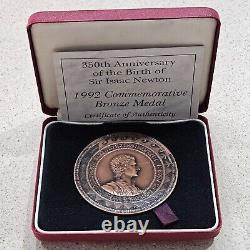 350th Anniversary
of the Birth of
Sir Isaac Newton
1992 Commemorative
Bronze Medal
Certificate of Authenticity